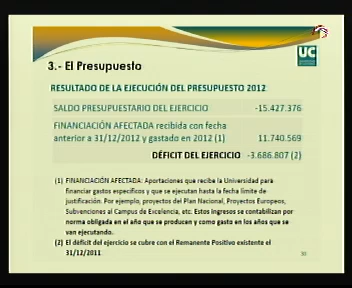 UC
3.- El Presupuesto
RESULTADO DE LA EJECUCIÓN DEL PRESUPUESTO 2012
SALDO PRESUPUESTARIO DEL EJERCICIO -15.427.376
FINANCIACIÓN AFECTADA recibida con fecha
anterior a 31/12/2012 y gastado en 2012 (1) 11.740.569
DÉFICIT DEL EJERCICIO -3.686.807 (2)
(1) FINANCIACIÓN AFECTADA: Aportaciones que recibe la Universidad para
financiar gastos específicos y que se ejecutan hasta la fecha límite de
justificación. Por ejemplo, proyectos del Plan Nacional, Proyectos Europeos,
Subvenciones al Campus de Excelencia, etc. Estos ingresos se contabilizan por
norma obligada en el año que se producen y como gasto en los años que se
van ejecutando.
(2) El déficit del ejercicio se cubre con el Remanente Positivo existente el
31/12/2011
30